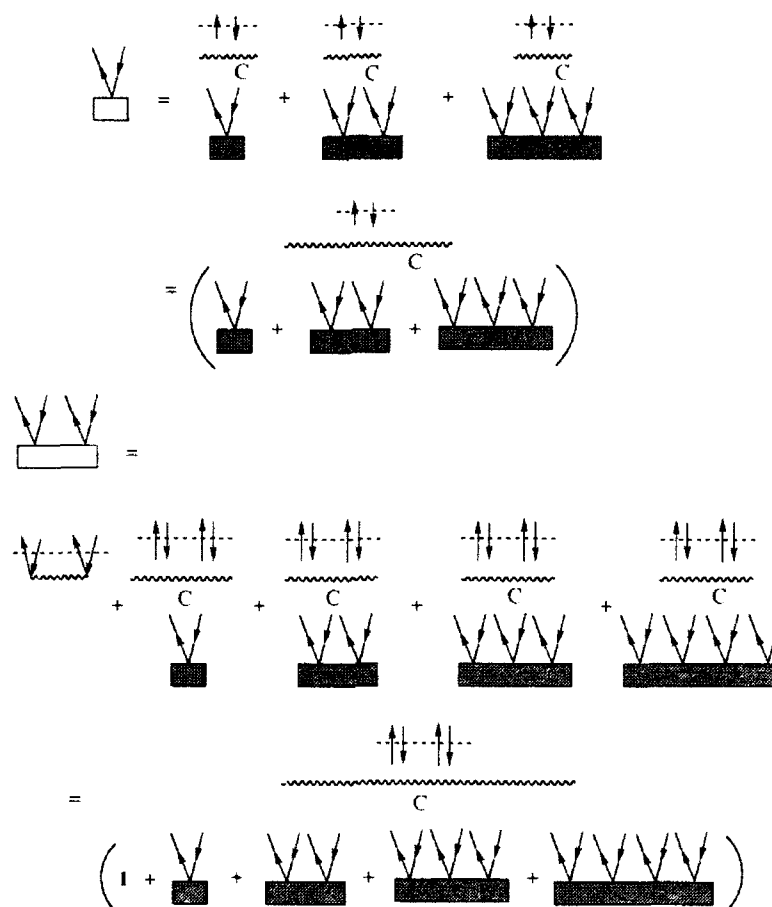 = C + C + C
= ( C + + )
=
+ C + C + C + C
= C
( 1 + + + + )